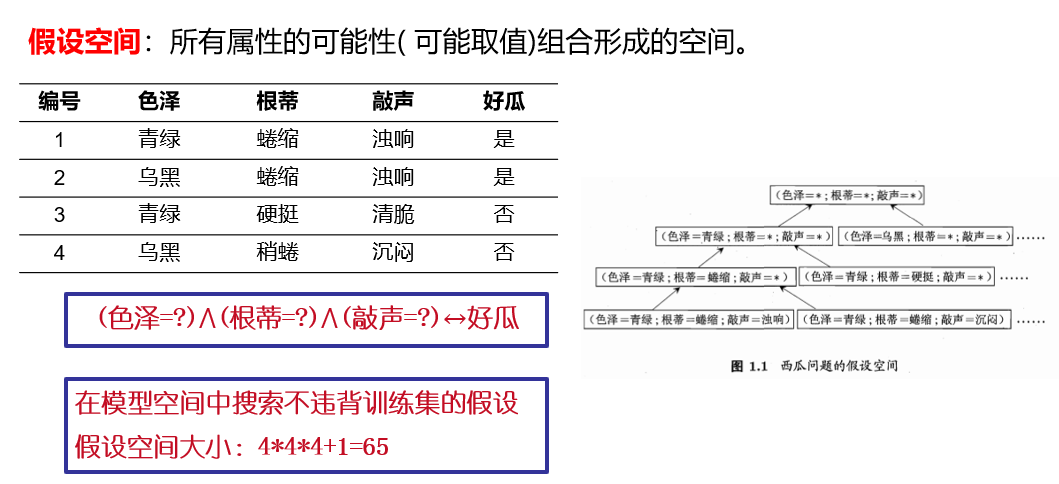 假设空间：所有属性的可能性( 可能取值)组合形成的空间。
编号 色泽 根蒂 敲声 好瓜
1 青绿 蜷缩 浊响 是
2 乌黑 蜷缩 浊响 是
3 青绿 硬挺 清脆 否
4 乌黑 稍蜷 沉闷 否
(色泽=?)∧(根蒂=?)∧(敲声=?)↔好瓜
在模型空间中搜索不违背训练集的假设
假设空间大小：4*4*4+1=65
(色泽=*;根蒂=*;敲声=*)
(色泽=青绿;根蒂=*;敲声=*) (色泽=乌黑;根蒂=*;敲声=*) ……
(色泽=青绿;根蒂=蜷缩;敲声=*) (色泽=青绿;根蒂=硬挺;敲声=*) ……
(色泽=青绿;根蒂=蜷缩;敲声=浊响) (色泽=青绿;根蒂=蜷缩;敲声=沉闷) ……
图 1.1 西瓜问题的假设空间